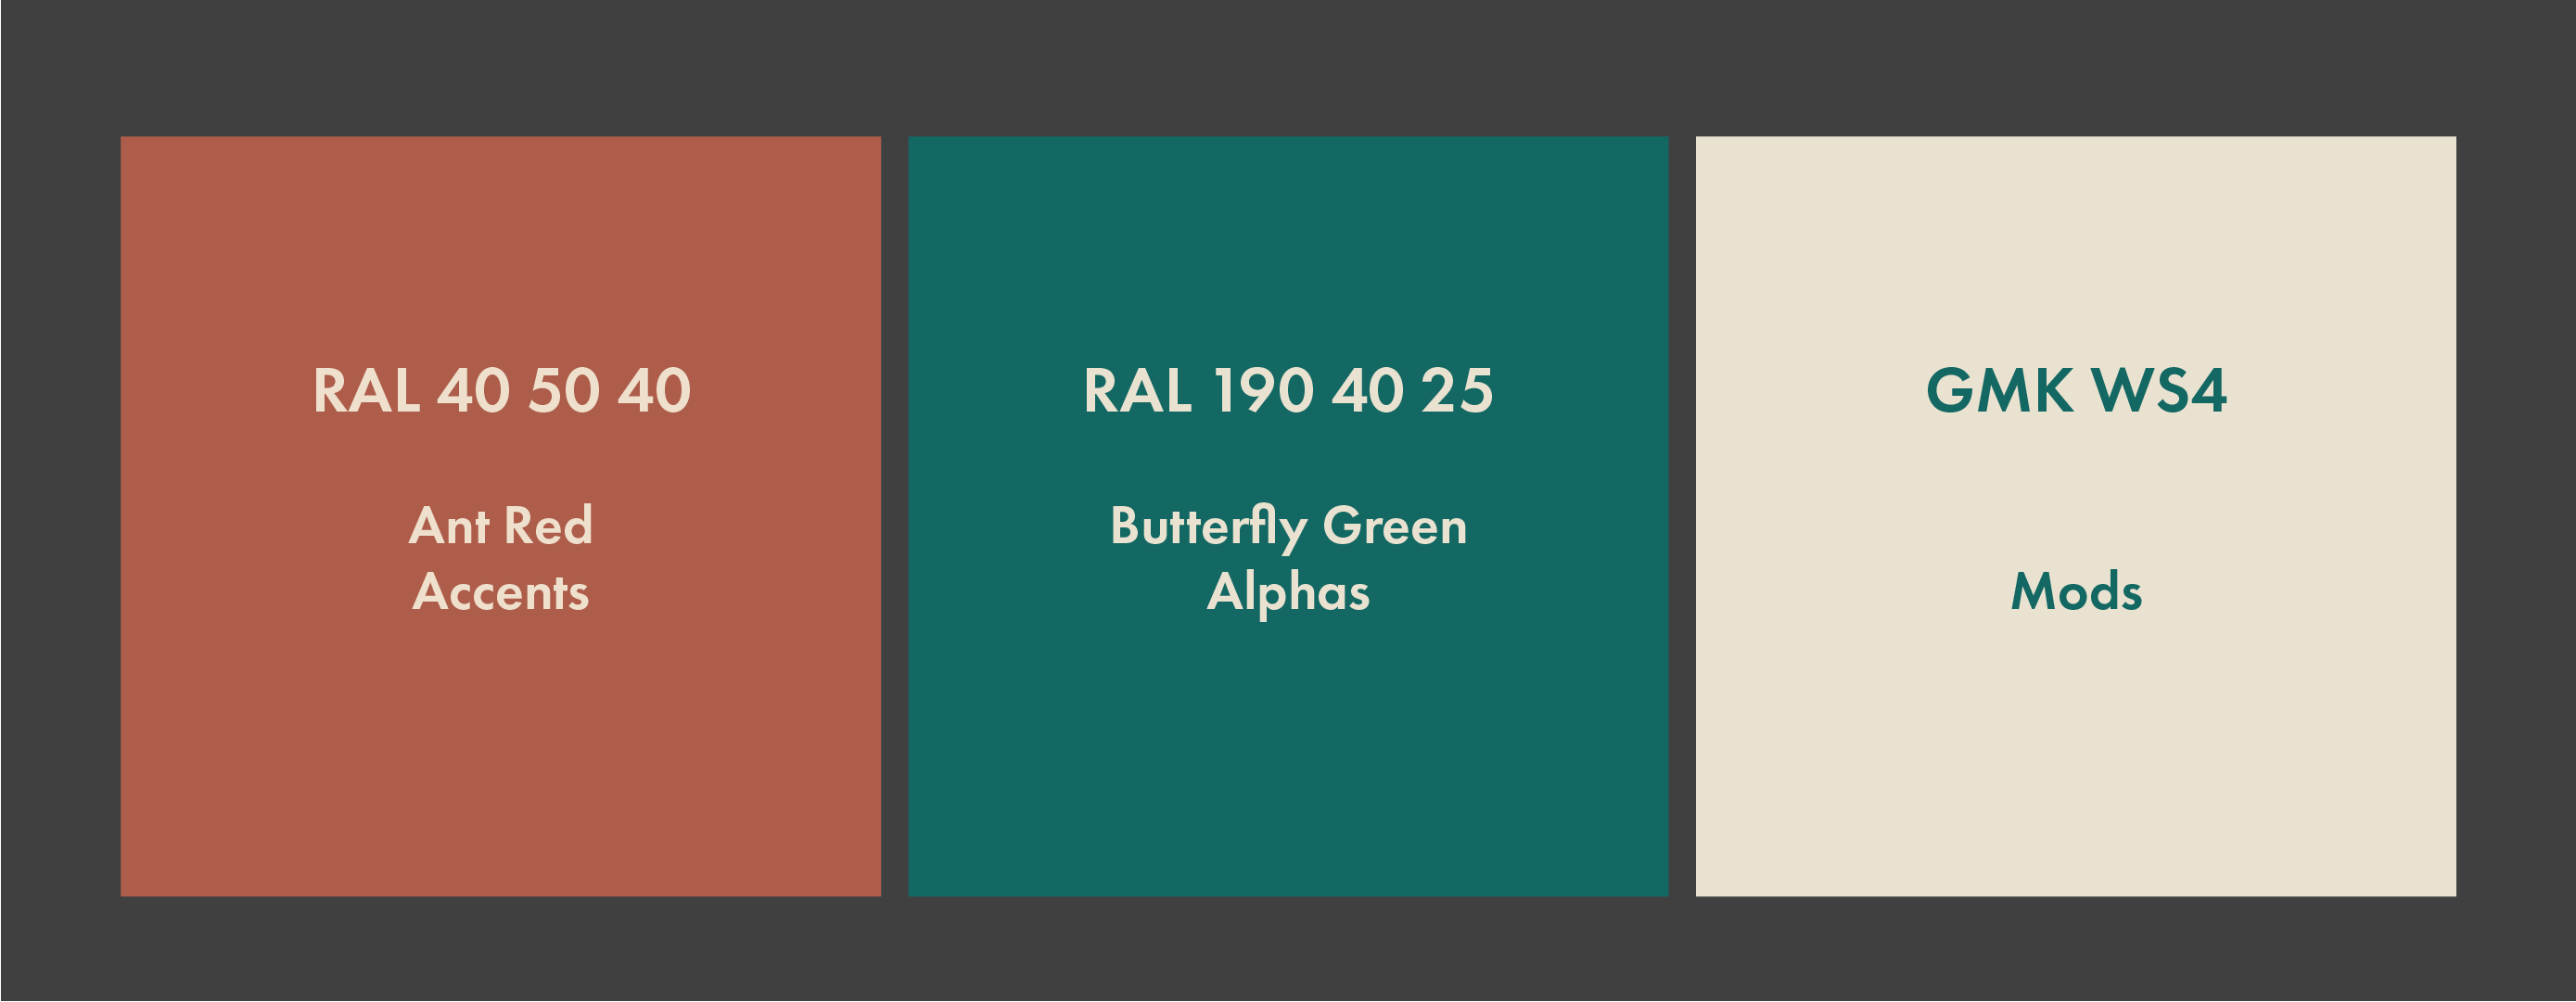 RAL 40 50 40
Ant Red
Accents
RAL 190 40 25
Butterfly Green
Alphas
GMK WS4
Mods